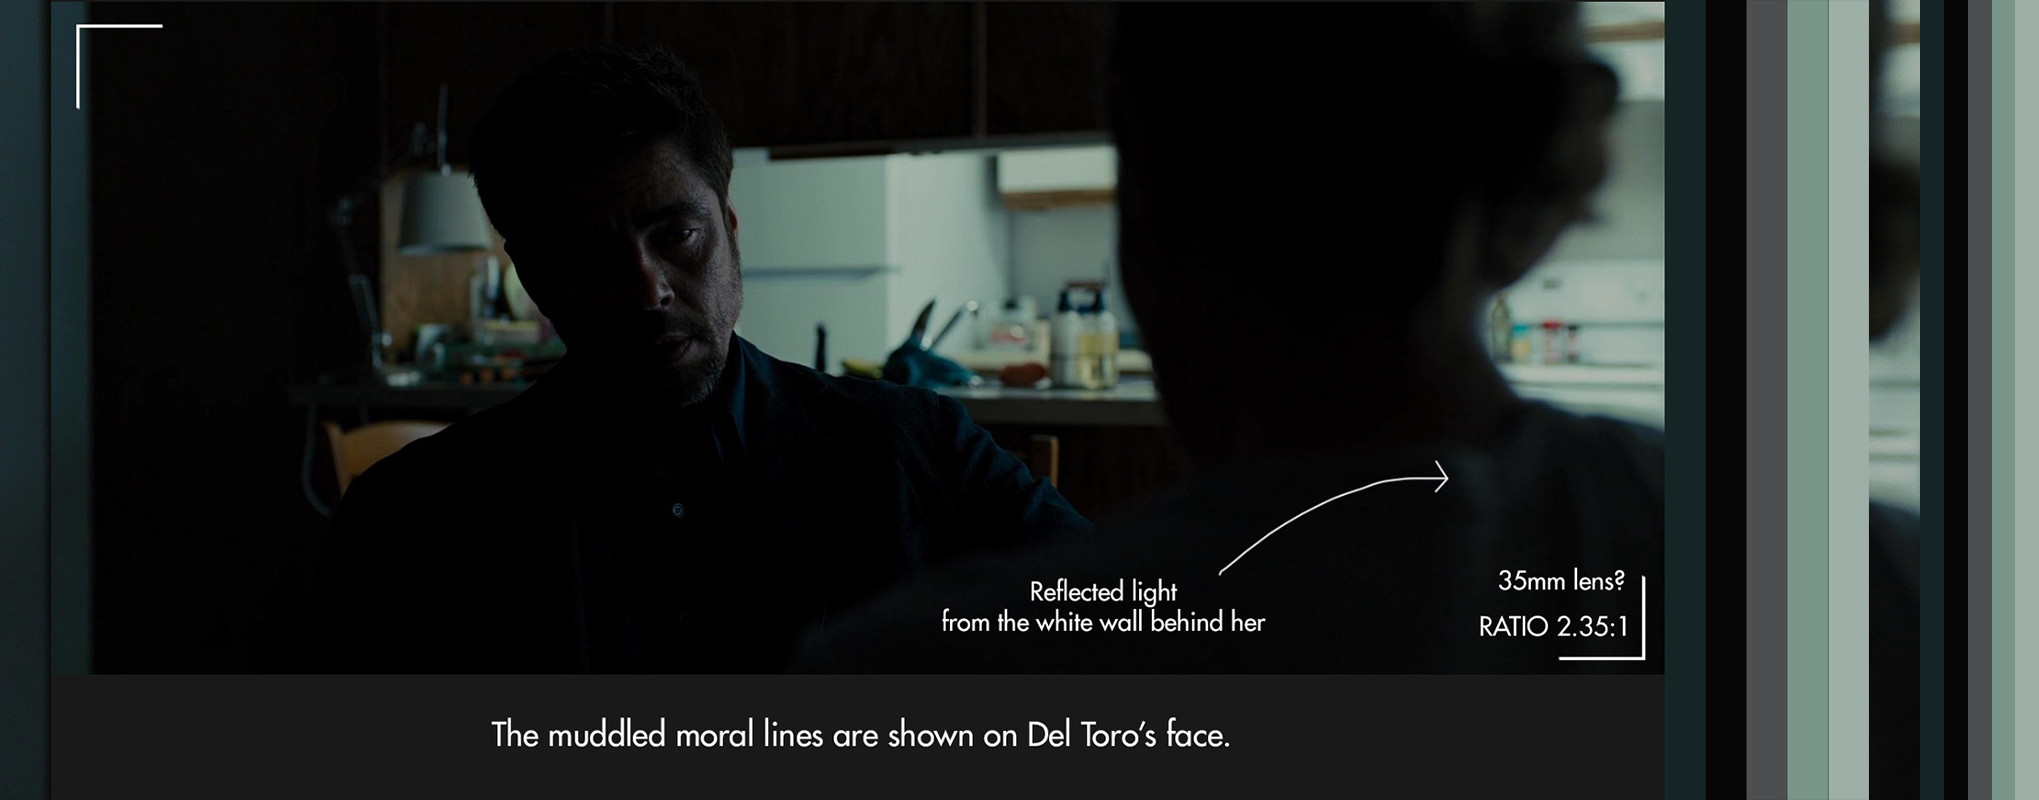 Reflected light
from the white wall behind her
35mm lens?
RATIO 2.35:1
The muddled moral lines are shown on Del Toro's face.